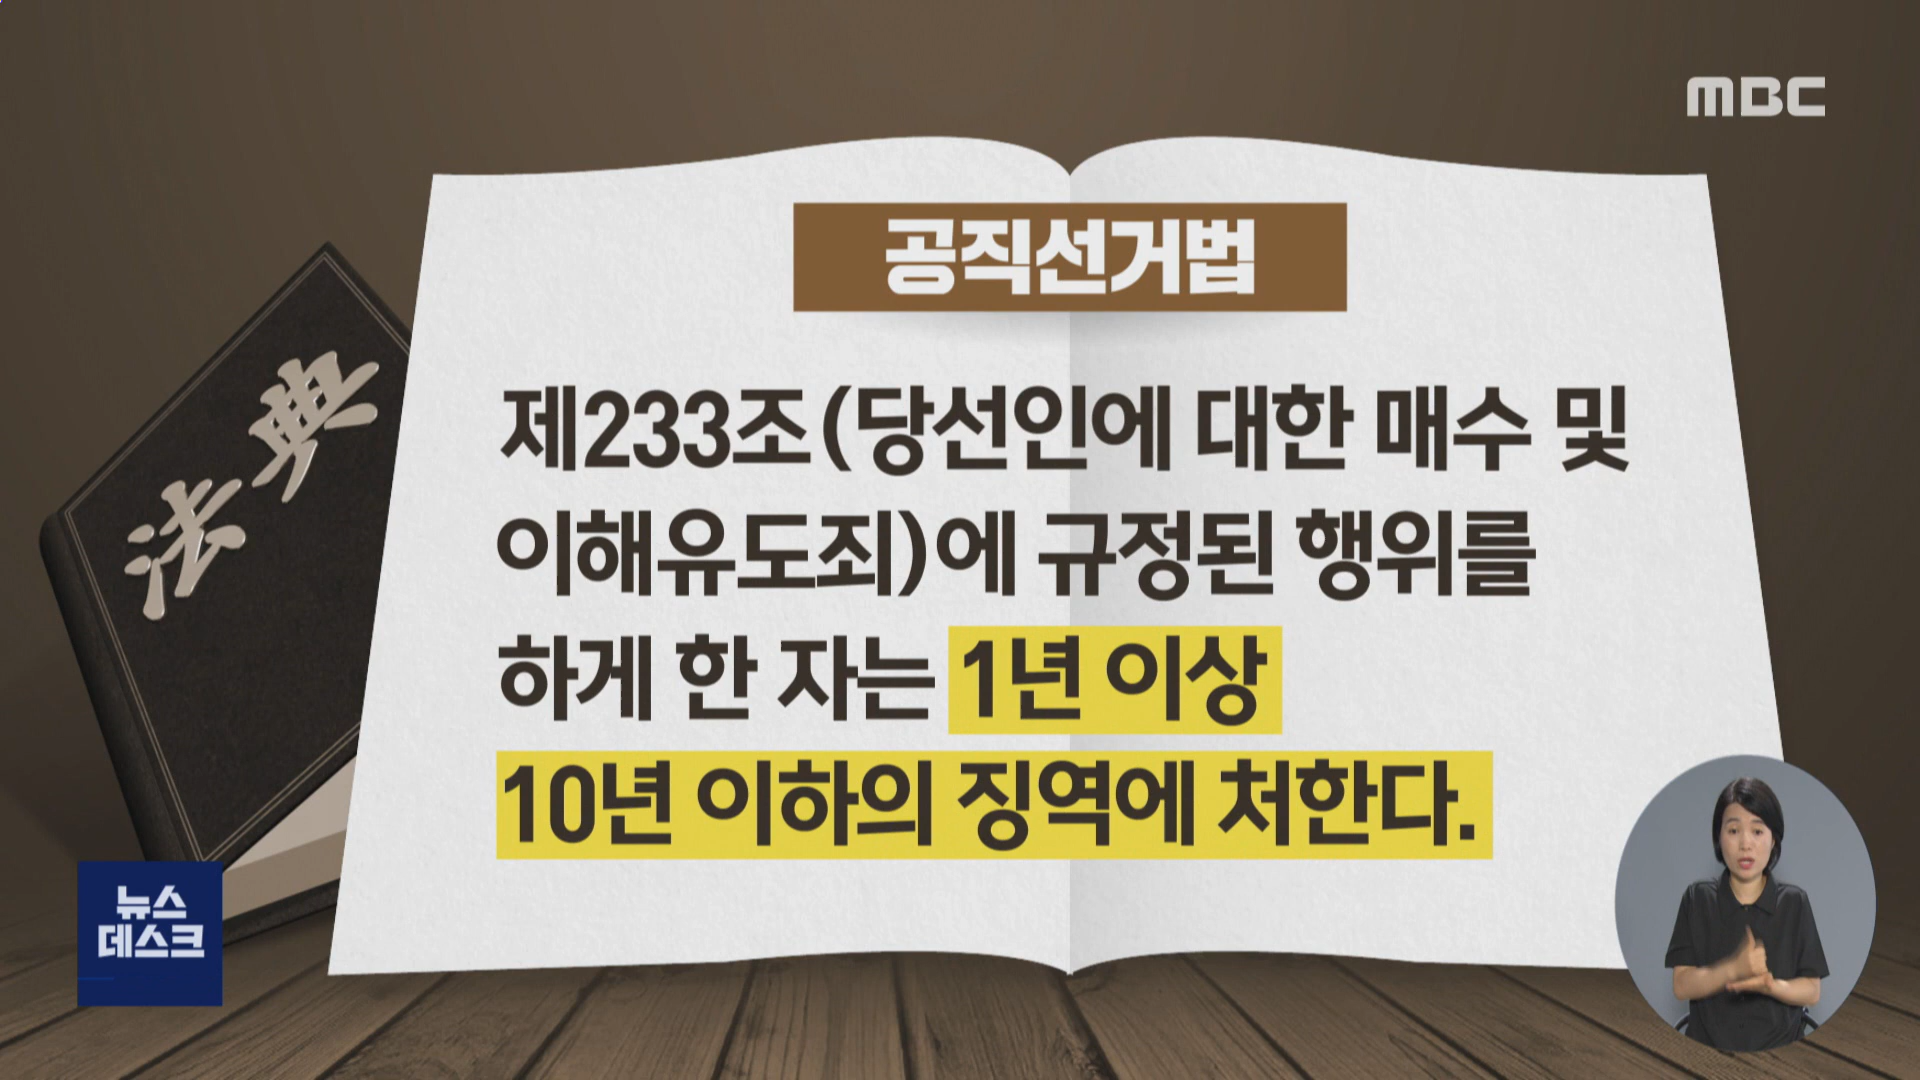 MBC
공직선거법
제233조(당선인에 대한 매수 및
이해유도죄)에 규정된 행위를
하게 한 자는 1년 이상
10년 이하의 징역에 처한다.
法典
뉴스
데스크